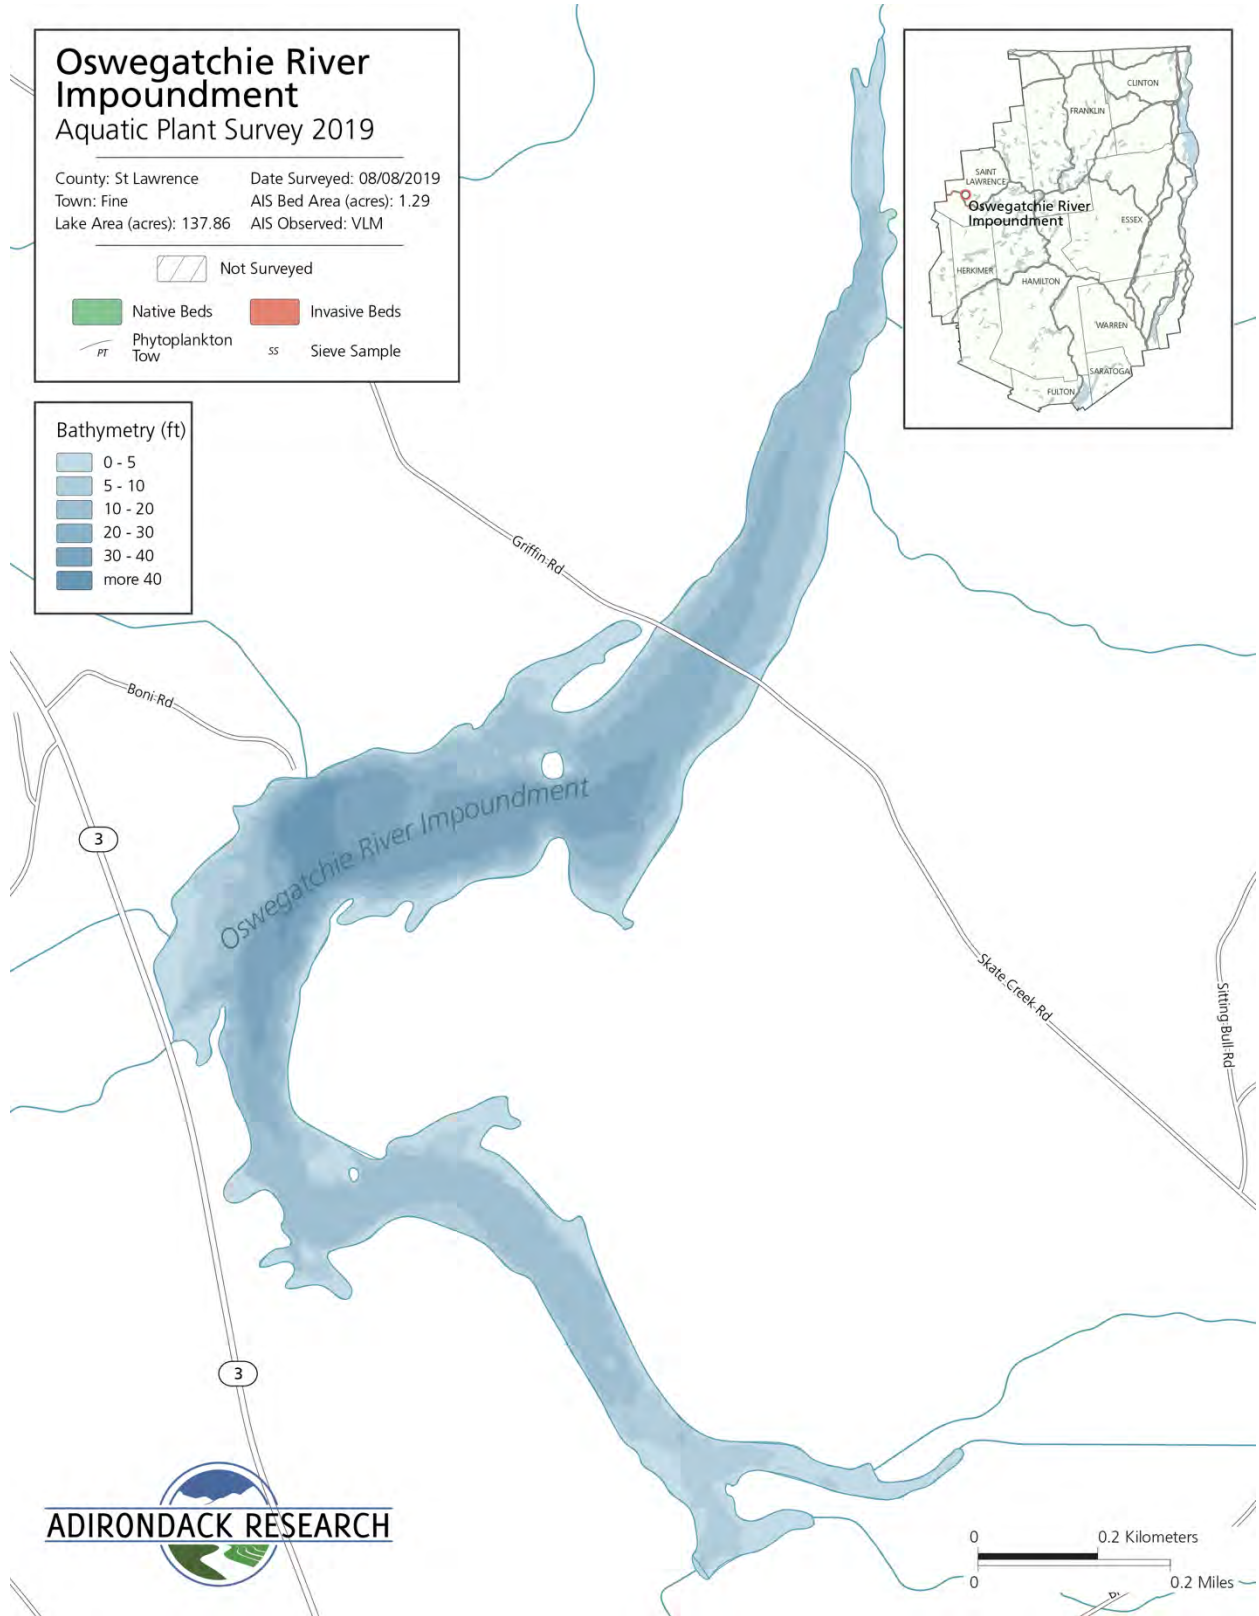 Oswegatchie River
Impoundment
Aquatic Plant Survey 2019
County: St Lawrence
Date Surveyed: 08/08/2019
Town: Fine
AIS Bed Area (acres): 1.29
Lake Area (acres): 137.86
AIS Observed: VLM
Not Surveyed
Native Beds
Invasive Beds
PT
Phytoplankton
Tow
SS
Sieve Sample
CLINTON
FRANKLIN
SAINT
LAWRENCE
Oswegatchie River
Impoundment
ESSEX
HERKIMER
HAMILTON
WARREN
SARATOGA
FULTON
Bathymetry (ft)
0 - 5
5 - 10
10 - 20
20 - 30
30 - 40
more 40
Griffin Rd
Boni Rd
3
Oswegatchie River Impoundment
Skate Creek Rd
Sitting Bull Rd
3
ADIRONDACK RESEARCH
0
0.2 Kilometers
0
0.2 Miles